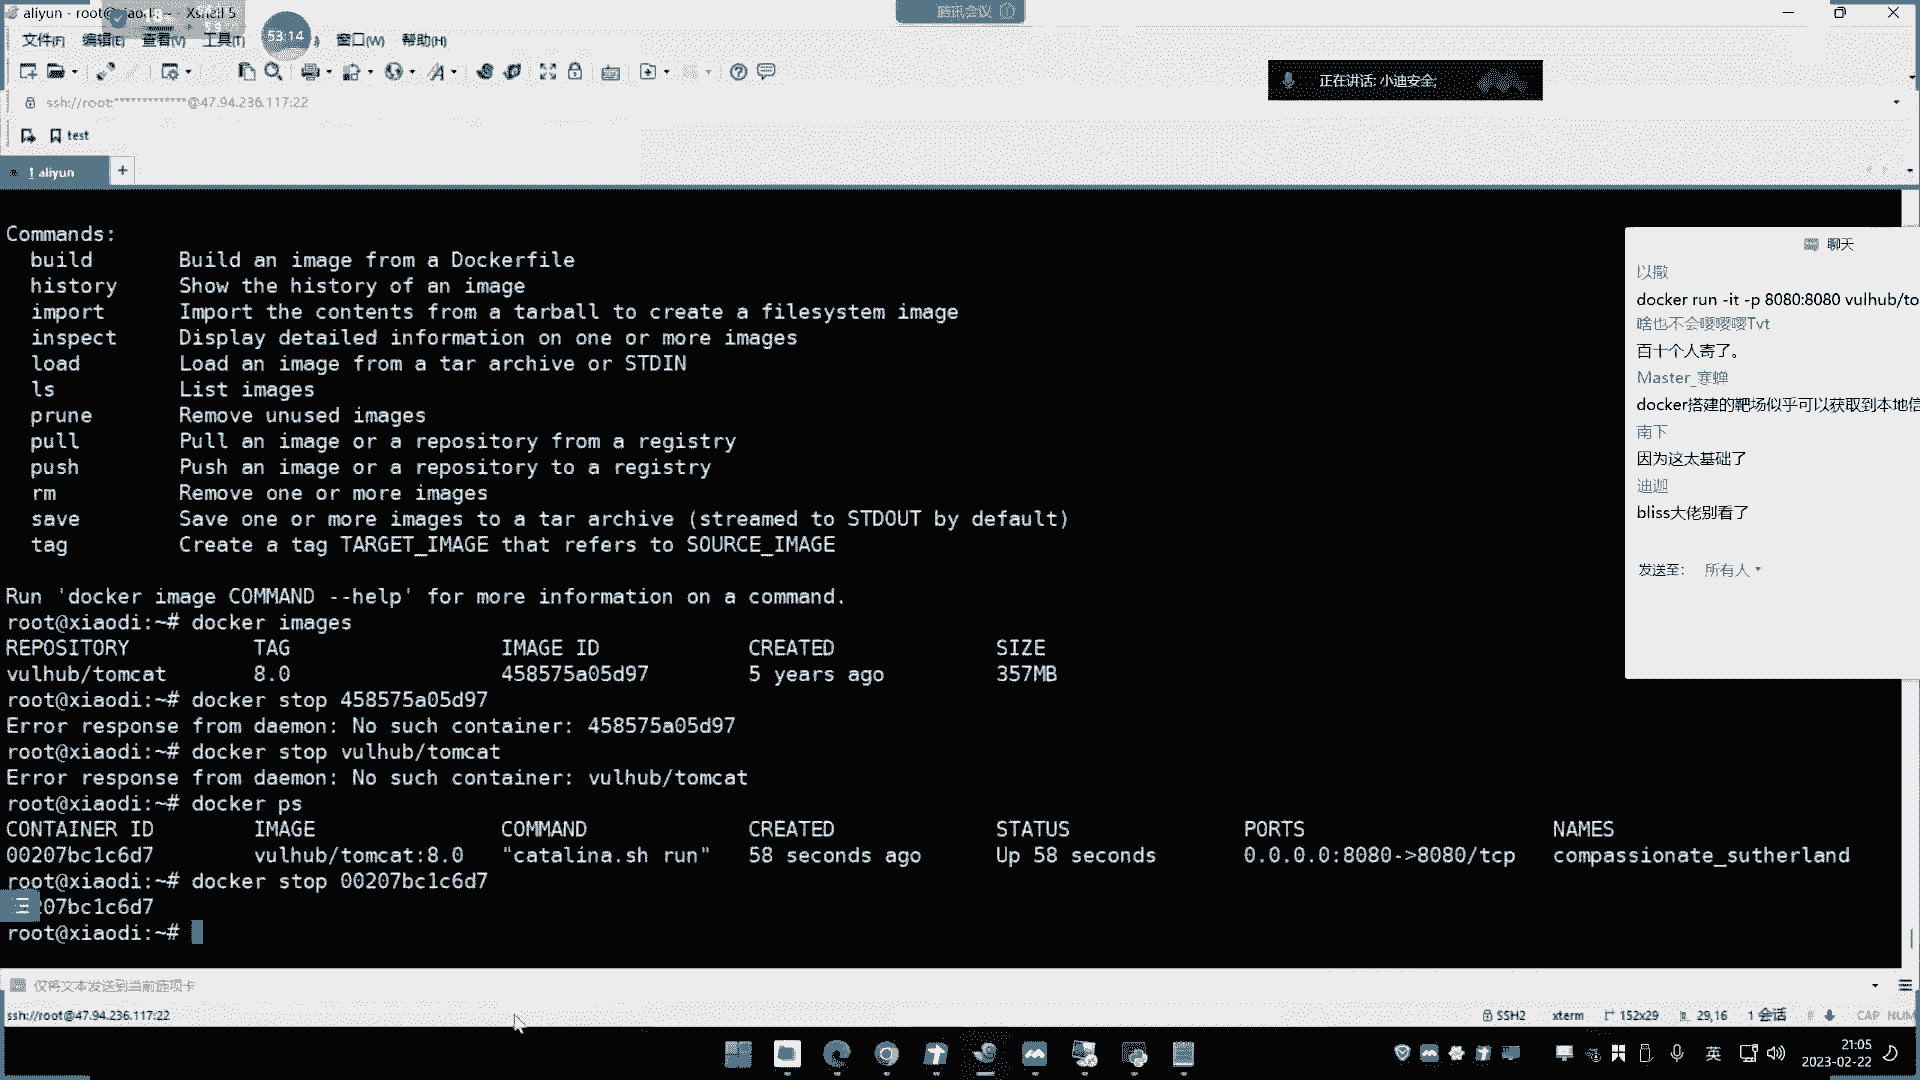 aliyun - root@xiaodi: ~ - Xshell 5
腾讯会议
文件(F) 编辑(E) 查看(V) 工具(T) 53:14 窗口(W) 帮助(H)
正在讲话: 小迪安全;
ssh://root:*************@47.94.236.117:22
test
1 aliyun
+
Commands:
build Build an image from a Dockerfile
history Show the history of an image
import Import the contents from a tarball to create a filesystem image
inspect Display detailed information on one or more images
load Load an image from a tar archive or STDIN
ls List images
prune Remove unused images
pull Pull an image or a repository from a registry
push Push an image or a repository to a registry
rm Remove one or more images
save Save one or more images to a tar archive (streamed to STDOUT by default)
tag Create a tag TARGET_IMAGE that refers to SOURCE_IMAGE
Run 'docker image COMMAND --help' for more information on a command.
root@xiaodi:~# docker images
REPOSITORY TAG IMAGE ID CREATED SIZE
vulhub/tomcat 8.0 458575a05d97 5 years ago 357MB
root@xiaodi:~# docker stop 458575a05d97
Error response from daemon: No such container: 458575a05d97
root@xiaodi:~# docker stop vulhub/tomcat
Error response from daemon: No such container: vulhub/tomcat
root@xiaodi:~# docker ps
CONTAINER ID IMAGE COMMAND CREATED STATUS PORTS NAMES
00207bc1c6d7 vulhub/tomcat:8.0 "catalina.sh run" 58 seconds ago Up 58 seconds 0.0.0.0:8080->8080/tcp compassionate_sutherland
root@xiaodi:~# docker stop 00207bc1c6d7
207bc1c6d7
root@xiaodi:~#
聊天
以撒
docker run -it -p 8080:8080 vulhub/to
啥也不会嘤嘤嘤Tvt
百十个人寄了。
Master_寒蝉
docker搭建的靶场似乎可以获取到本地信
南下
因为这太基础了
迪迦
bliss大佬别看了
发送至: 所有人
仅将文本发送到当前选项卡
ssh://root@47.94.236.117:22
SSH2 xterm 152x29 29,16 1 会话 CAP NUM
英
21:05
2023-02-22